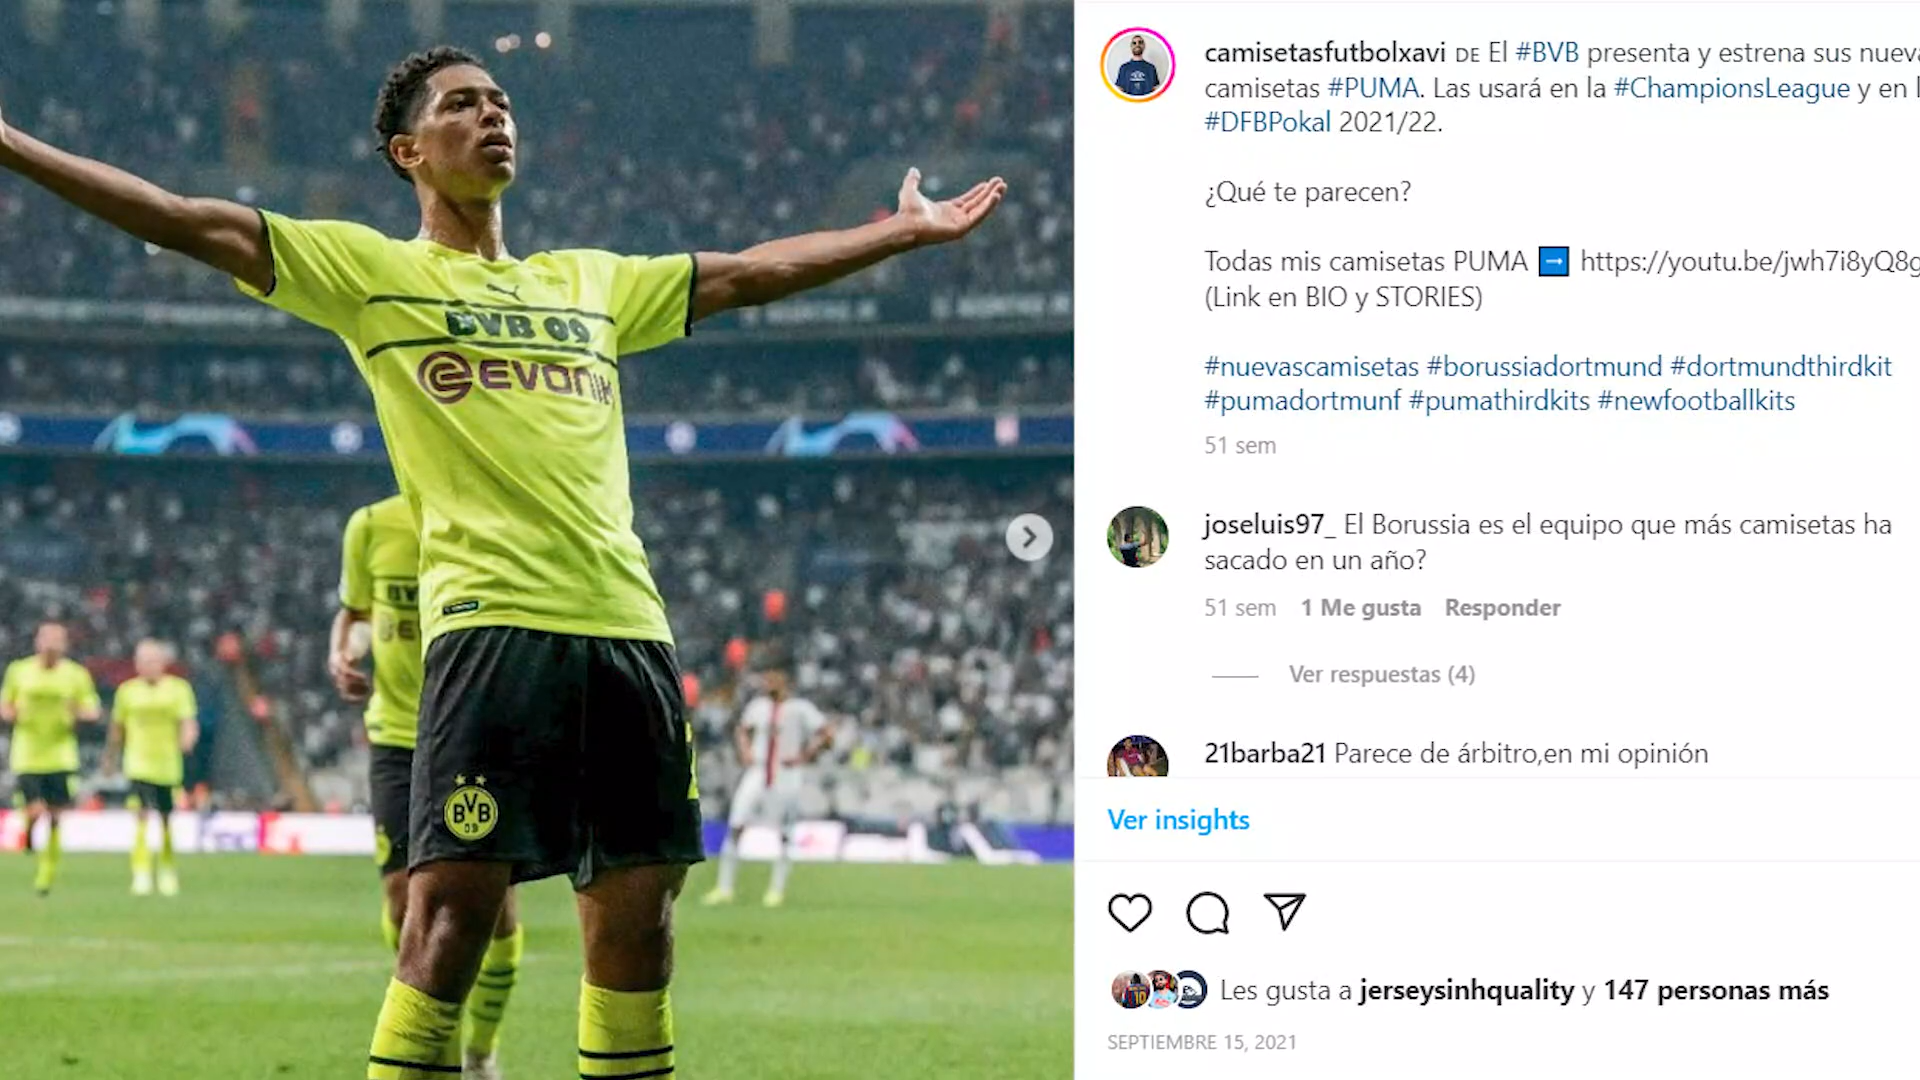 BVB 09
EVONIK
BVB
09
camisetasfutbolxavi DE El #BVB presenta y estrena sus nueva
camisetas #PUMA. Las usará en la #ChampionsLeague y en l
#DFBPokal 2021/22.
¿Qué te parecen?
Todas mis camisetas PUMA ➡ https://youtu.be/jwh7i8yQ8g
(Link en BIO y STORIES)
#nuevascamisetas #borussiadortmund #dortmundthirdkit
#pumadortmunf #pumathirdkits #newfootballkits
51 sem
joseluis97_ El Borussia es el equipo que más camisetas ha
sacado en un año?
51 sem 1 Me gusta Responder
Ver respuestas (4)
21barba21 Parece de árbitro,en mi opinión
Ver insights
Les gusta a jerseysinhquality y 147 personas más
SEPTIEMBRE 15, 2021